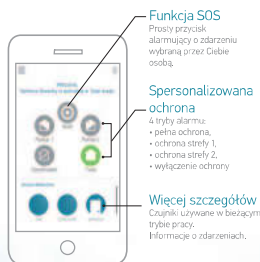 Funkcja SOS
Prosty przycisk
alarmujący o zdarzeniu
wybraną przez Ciebie
osobą.
Spersonalizowana
ochrona
4 tryby alarmu:
• pełna ochrona,
• ochrona strefy 1,
• ochrona strefy 2,
• wyłączenie ochrony
Więcej szczegółów
Czujniki używane w bieżącym
trybie pracy.
Informacje o zdarzeniach.